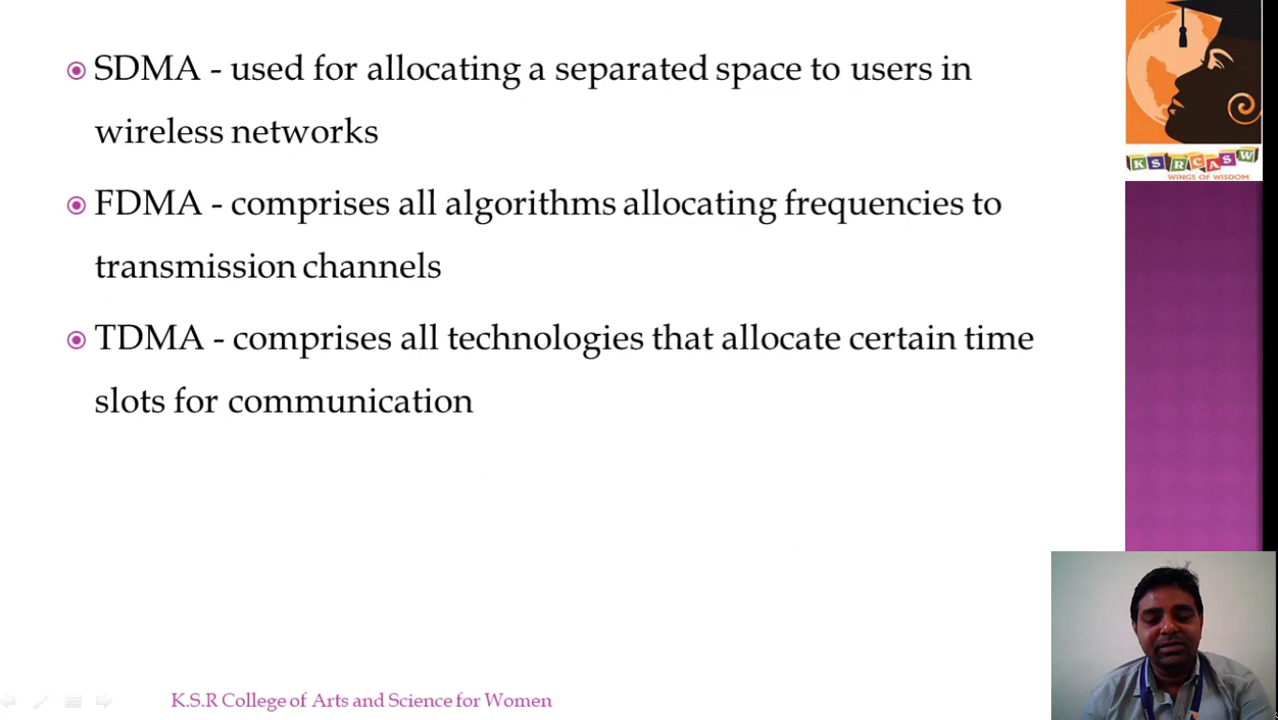 SDMA - used for allocating a separated space to users in
wireless networks
FDMA - comprises all algorithms allocating frequencies to
transmission channels
TDMA - comprises all technologies that allocate certain time
slots for communication
KSRCASW
WINGS OF WISDOM
K.S.R College of Arts and Science for Women